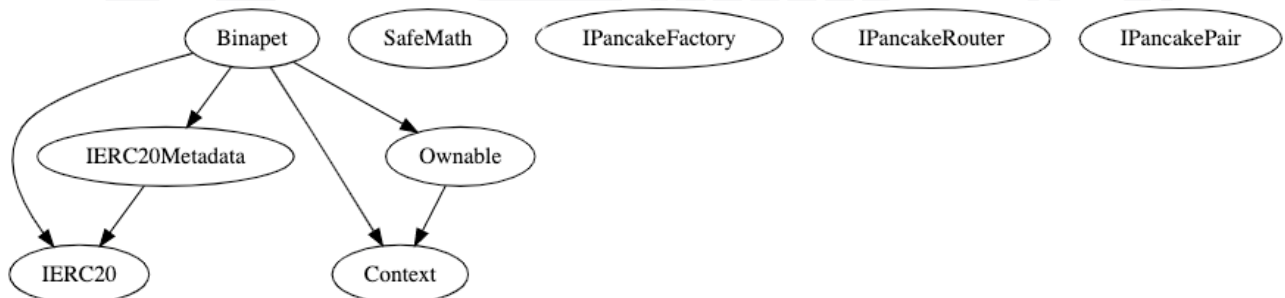 Binapet
SafeMath
IPancakeFactory
IPancakeRouter
IPancakePair
IERC20Metadata
Ownable
IERC20
Context